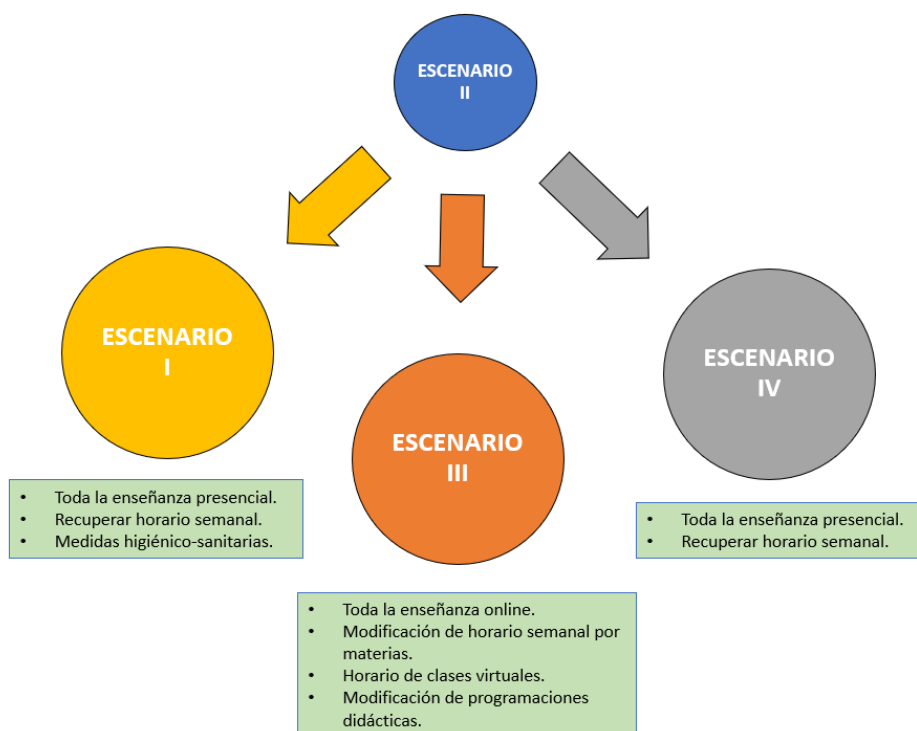 ESCENARIO
II
ESCENARIO
I
ESCENARIO
III
ESCENARIO
IV
• Toda la enseñanza presencial.
• Recuperar horario semanal.
• Medidas higiénico-sanitarias.
• Toda la enseñanza online.
• Modificación de horario semanal por
materias.
• Horario de clases virtuales.
• Modificación de programaciones
didácticas.
• Toda la enseñanza presencial.
• Recuperar horario semanal.